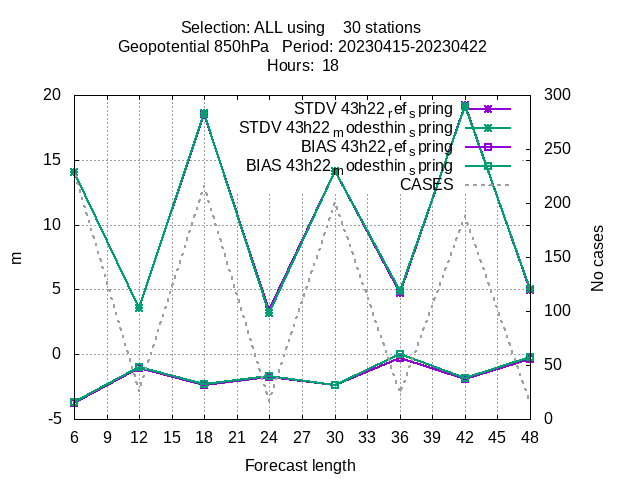 Selection: ALL using    30 stations
Geopotential 850hPa   Period: 20230415-20230422
Hours:  18
STDV 43h22_ref_spring
STDV 43h22_modesthin_spring
BIAS 43h22_ref_spring
BIAS 43h22_modesthin_spring
CASES
20
15
10
5
0
-5
m
300
250
200
150
100
50
0
No cases
6 9 12 15 18 21 24 27 30 33 36 39 42 45 48
Forecast length